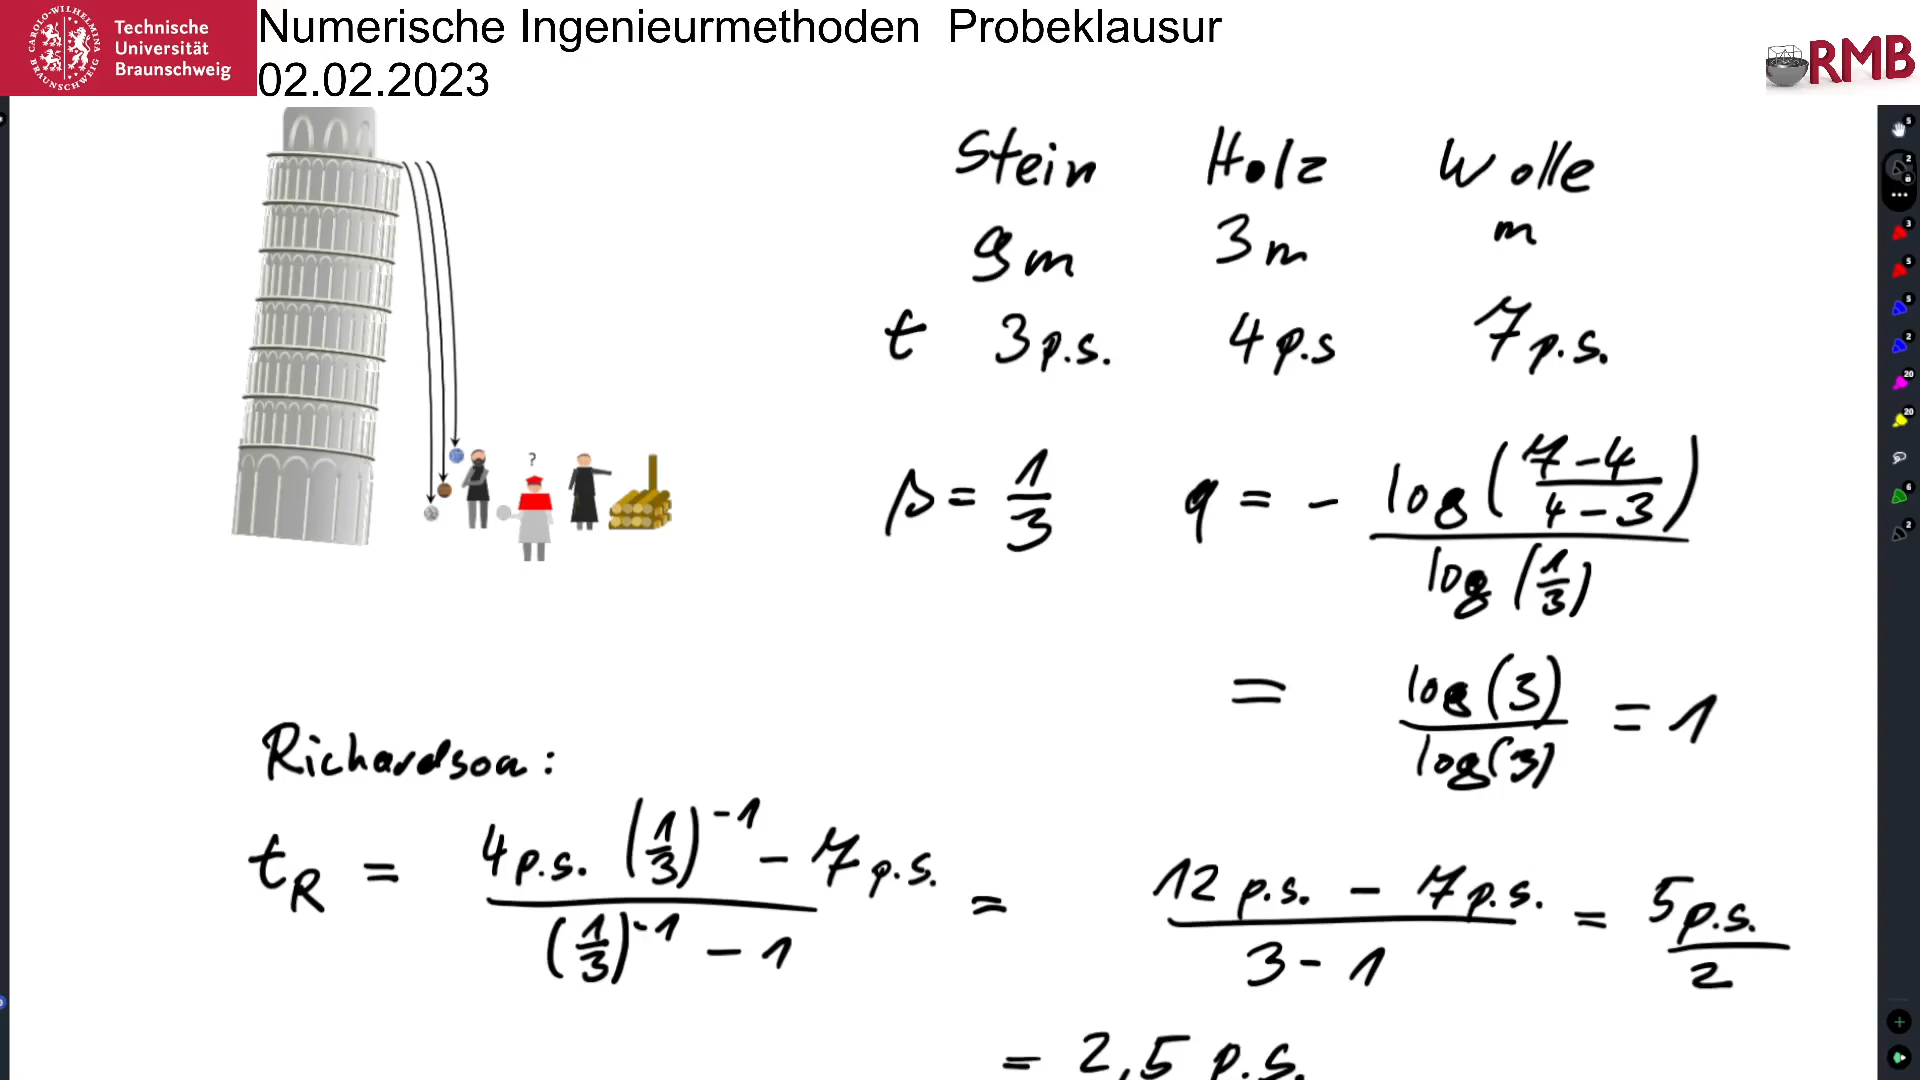 Technische
Universität
Braunschweig
Numerische Ingenieurmethoden Probeklausur
02.02.2023
RMB
Stein Holz Wolle
9m 3m m
t 3p.s. 4p.s 7p.s.
?
s = 1/3 q = - log((7-4)/(4-3)) / log(1/3)
= log(3)/log(3) = 1
Richardson:
t_R = (4p.s. (1/3)^-1 - 7p.s.) / ((1/3)^-1 - 1) = (12 p.s. - 7p.s.) / (3 - 1) = 5p.s./2
= 2,5 p.s.